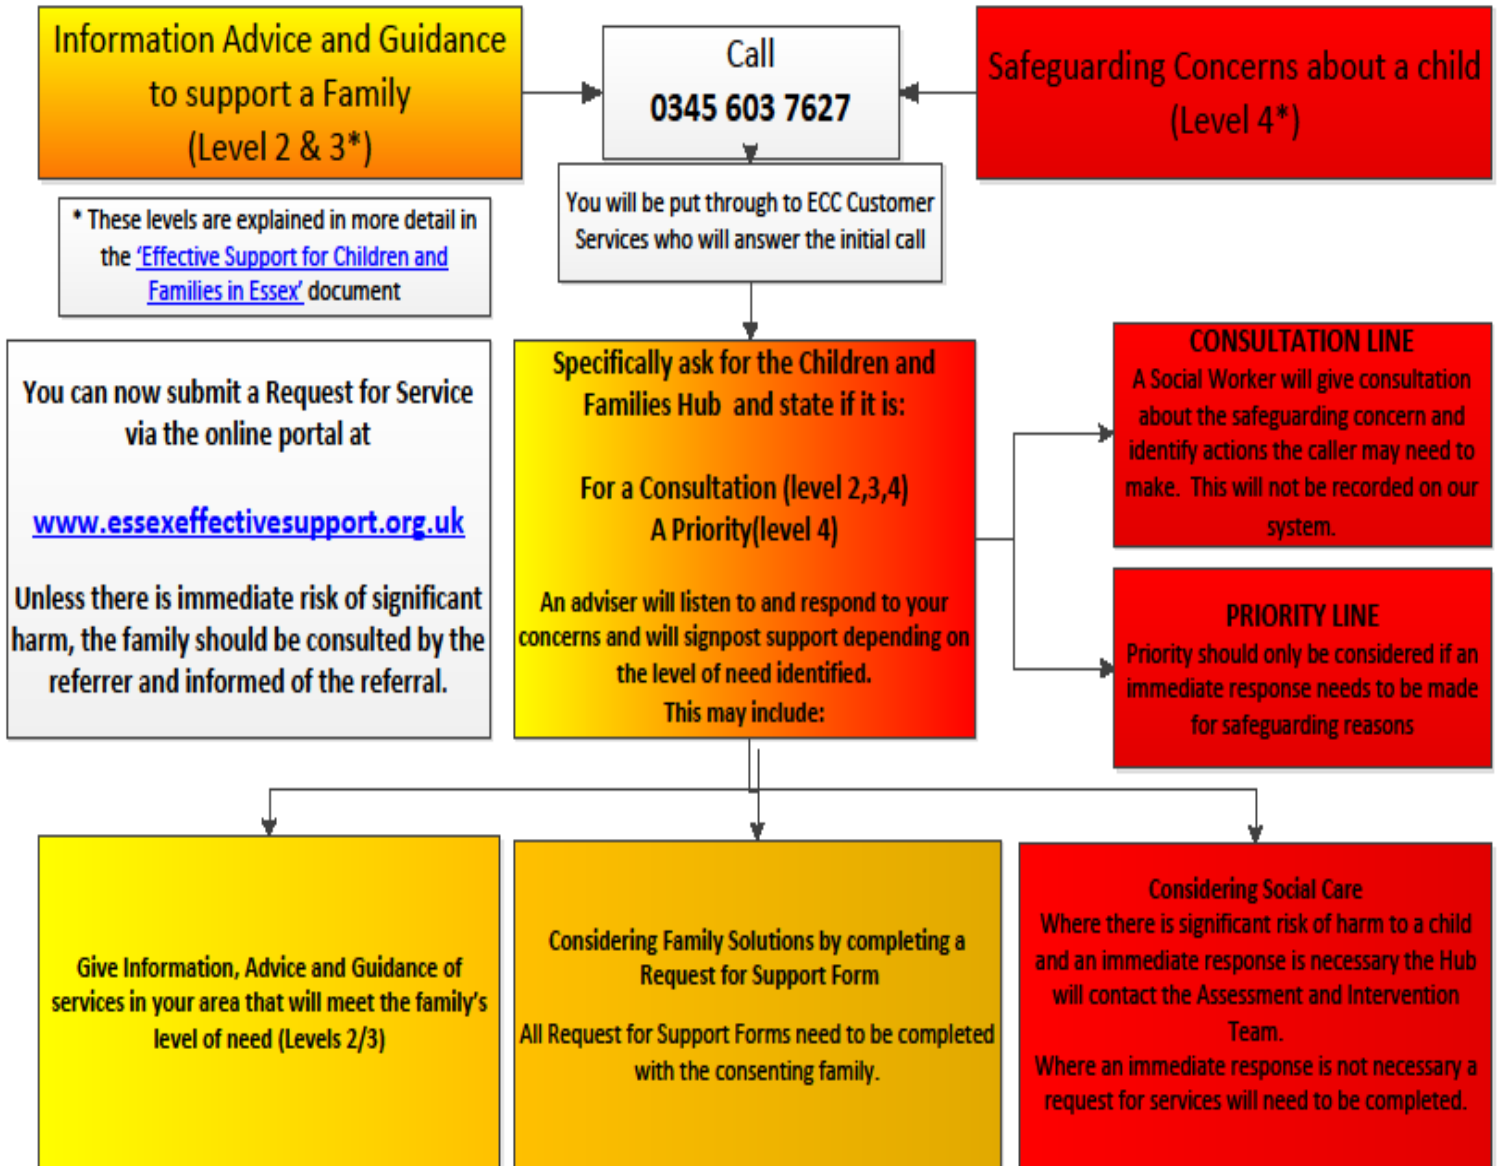 Information Advice and Guidance
to support a Family
(Level 2 & 3*)
Call
0345 603 7627
Safeguarding Concerns about a child
(Level 4*)
* These levels are explained in more detail in
the ‘Effective Support for Children and
Families in Essex’ document
You will be put through to ECC Customer
Services who will answer the initial call
You can now submit a Request for Service
via the online portal at
www.essexeffectivesupport.org.uk
Unless there is immediate risk of significant
harm, the family should be consulted by the
referrer and informed of the referral.
Specifically ask for the Children and
Families Hub and state if it is:
For a Consultation (level 2,3,4)
A Priority(level 4)
An adviser will listen to and respond to your
concerns and will signpost support depending on
the level of need identified.
This may include:
CONSULTATION LINE
A Social Worker will give consultation
about the safeguarding concern and
identify actions the caller may need to
make. This will not be recorded on our
system.
PRIORITY LINE
Priority should only be considered if an
immediate response needs to be made
for safeguarding reasons
Give Information, Advice and Guidance of
services in your area that will meet the family’s
level of need (Levels 2/3)
Considering Family Solutions by completing a
Request for Support Form
All Request for Support Forms need to be completed
with the consenting family.
Considering Social Care
Where there is significant risk of harm to a child
and an immediate response is necessary the Hub
will contact the Assessment and Intervention
Team.
Where an immediate response is not necessary a
request for services will need to be completed.